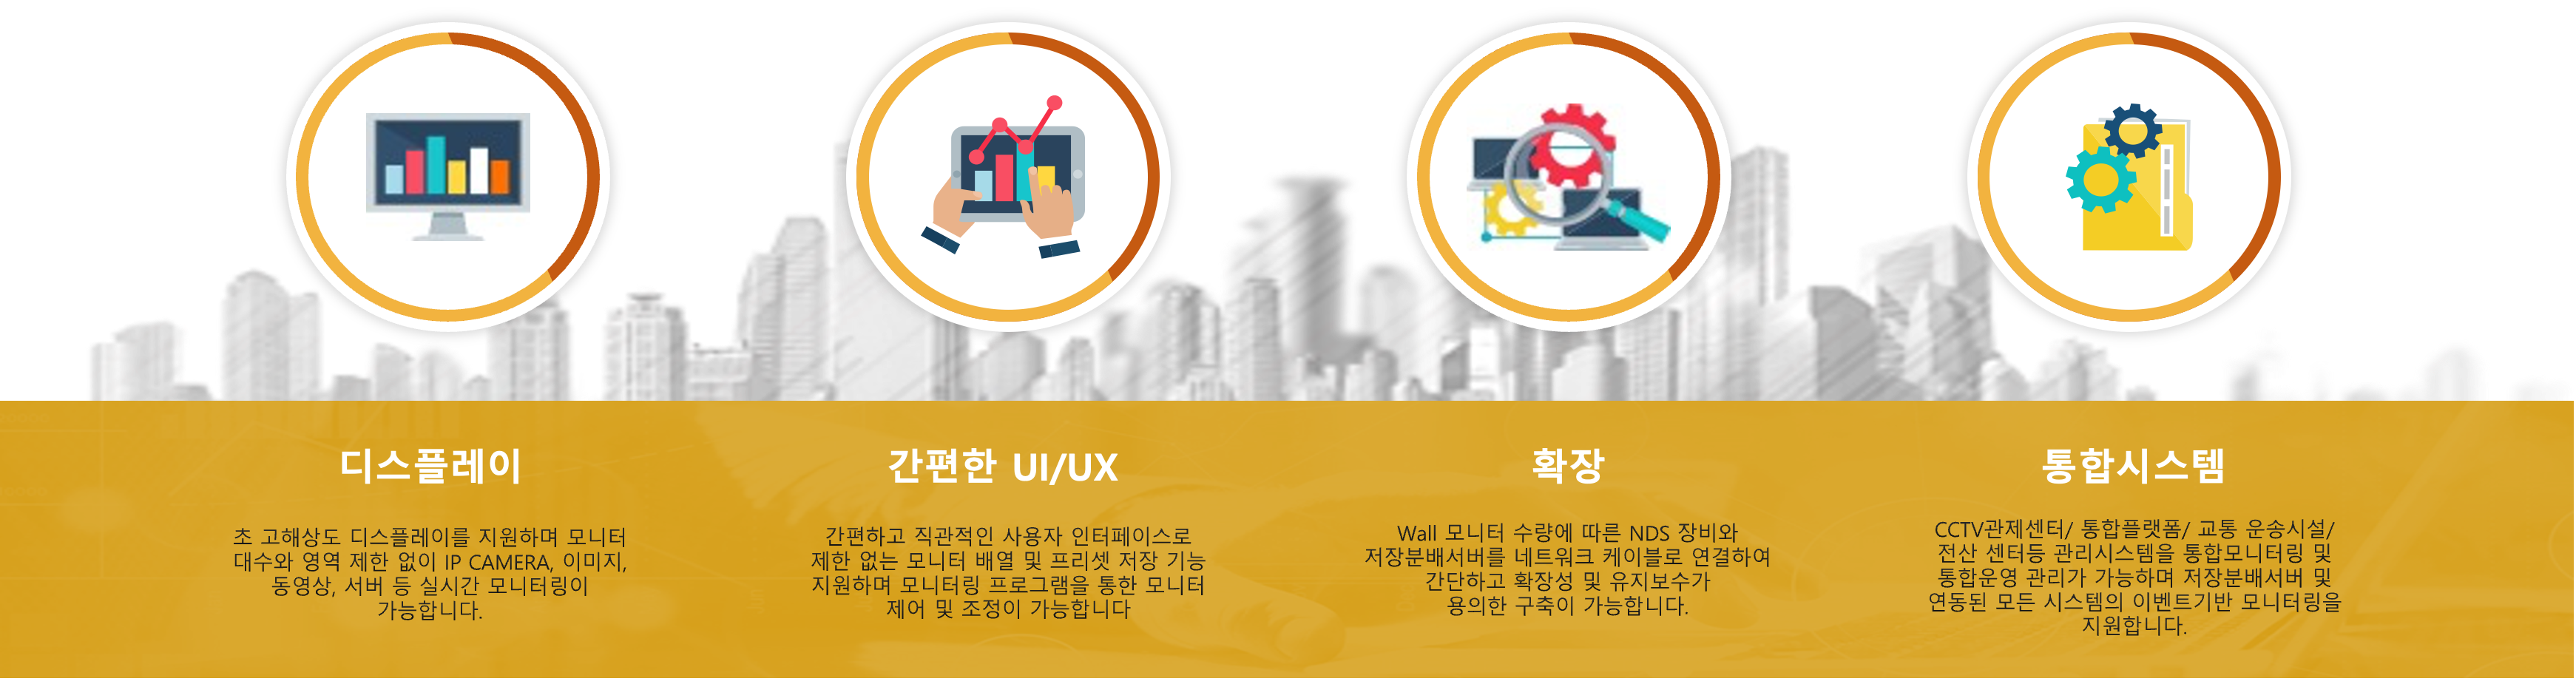 디스플레이
초 고해상도 디스플레이를 지원하며 모니터
대수와 영역 제한 없이 IP CAMERA, 이미지,
동영상, 서버 등 실시간 모니터링이
가능합니다.
간편한 UI/UX
간편하고 직관적인 사용자 인터페이스로
제한 없는 모니터 배열 및 프리셋 저장 기능
지원하며 모니터링 프로그램을 통한 모니터
제어 및 조정이 가능합니다
확장
Wall 모니터 수량에 따른 NDS 장비와
저장분배서버를 네트워크 케이블로 연결하여
간단하고 확장성 및 유지보수가
용의한 구축이 가능합니다.
통합시스템
CCTV관제센터/ 통합플랫폼/ 교통 운송시설/
전산 센터등 관리시스템을 통합모니터링 및
통합운영 관리가 가능하며 저장분배서버 및
연동된 모든 시스템의 이벤트기반 모니터링을
지원합니다.